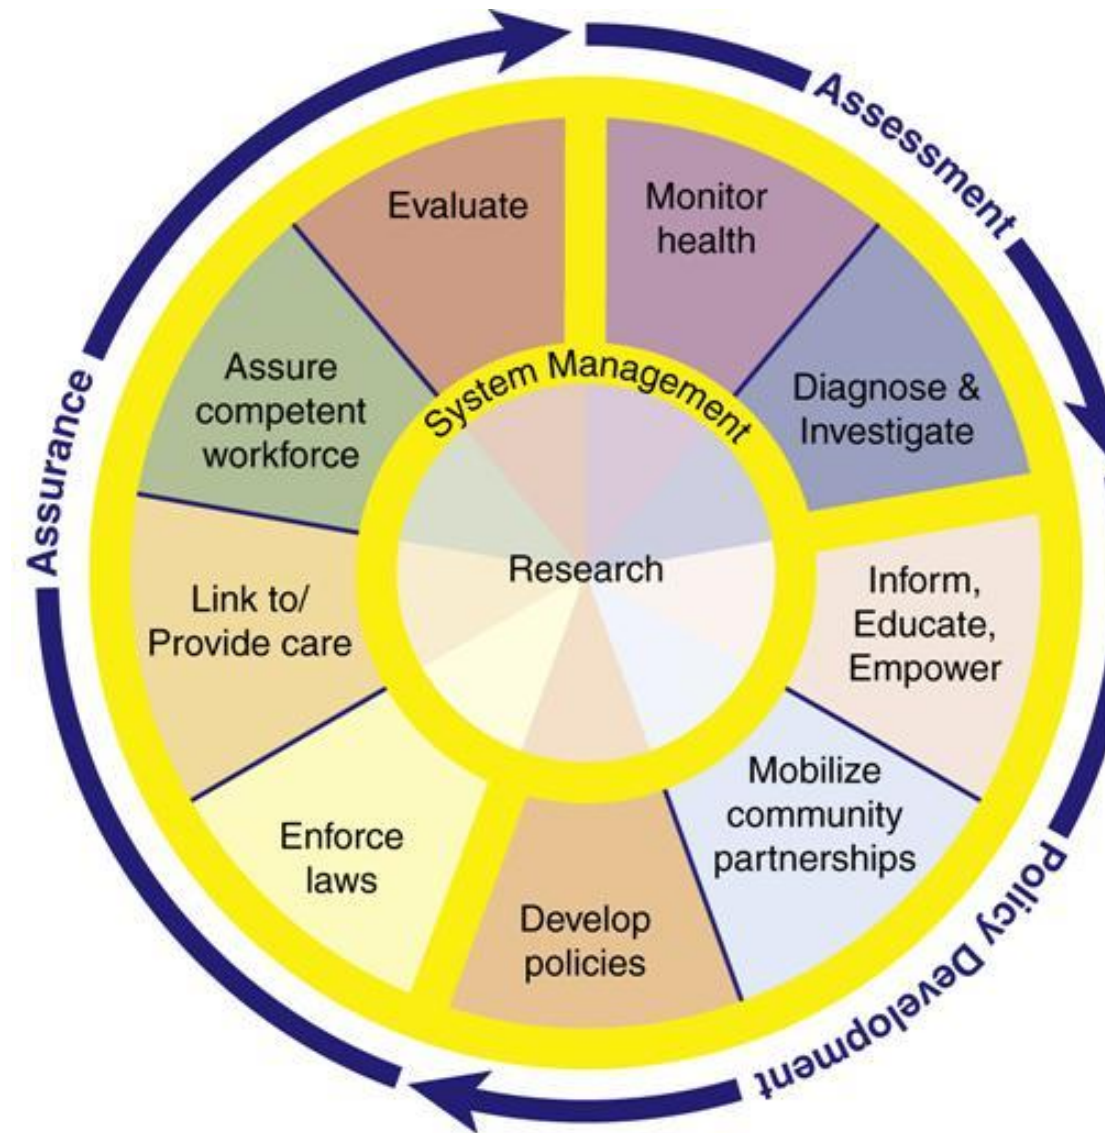 Assessment
Monitor
health
Diagnose &
Investigate
Inform,
Educate,
Empower
Policy Development
Mobilize
community
partnerships
Develop
policies
Enforce
laws
Assurance
Link to/
Provide care
Assure
competent
workforce
Evaluate
System Management
Research